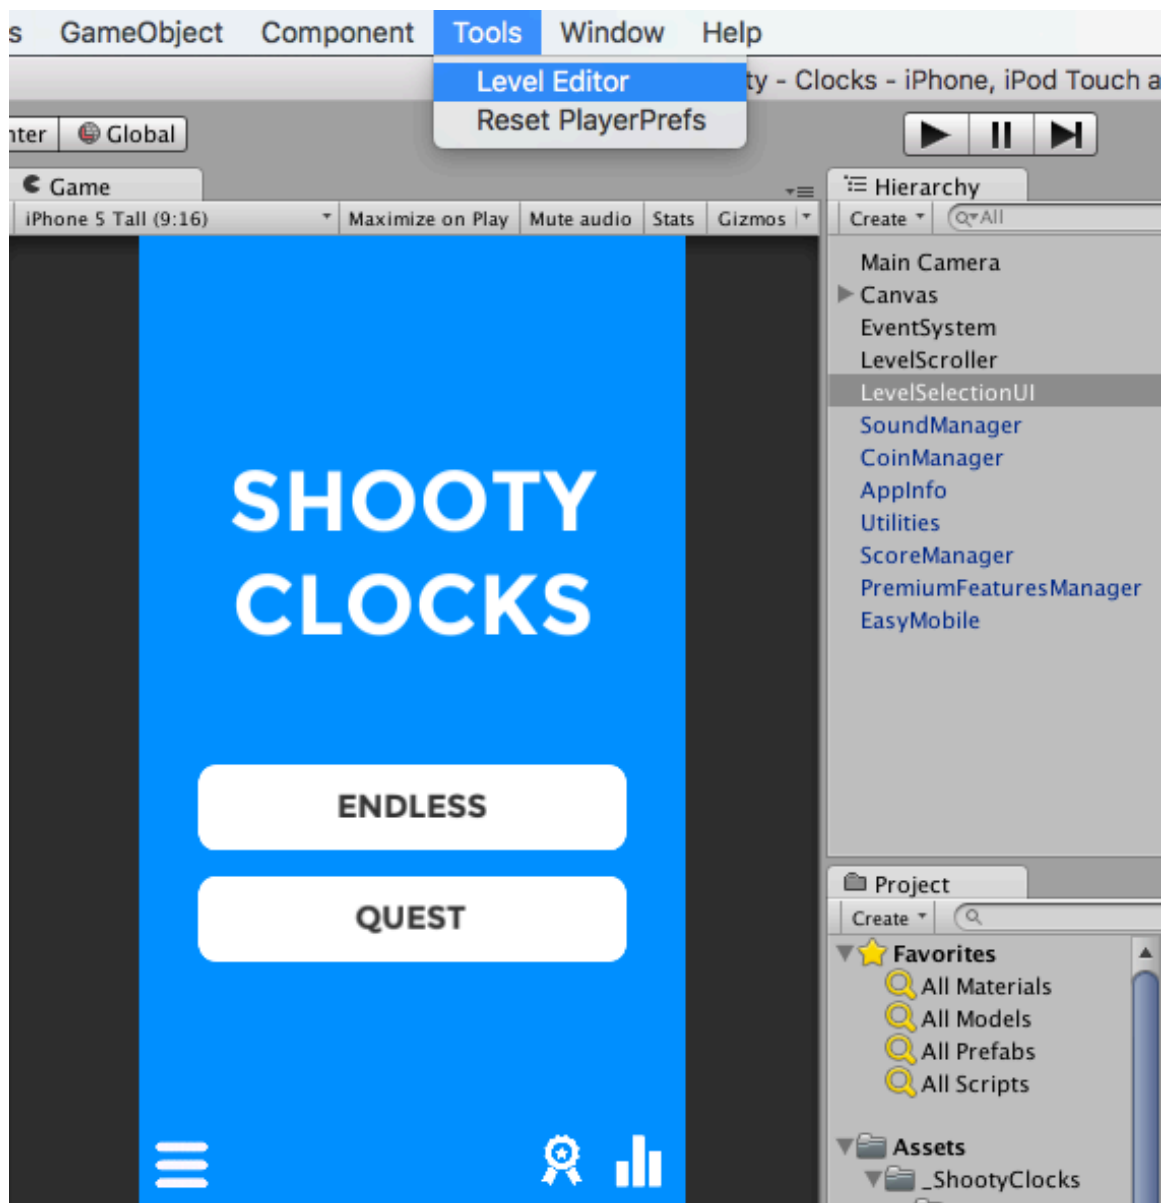 s GameObject Component Tools Window Help
Level Editor
ty - Clocks - iPhone, iPod Touch a
Reset PlayerPrefs
nter Global
Game
iPhone 5 Tall (9:16) Maximize on Play Mute audio Stats Gizmos
SHOOTY
CLOCKS
ENDLESS
QUEST
Hierarchy
Create All
Main Camera
Canvas
EventSystem
LevelScroller
LevelSelectionUI
SoundManager
CoinManager
AppInfo
Utilities
ScoreManager
PremiumFeaturesManager
EasyMobile
Project
Create
Favorites
All Materials
All Models
All Prefabs
All Scripts
Assets
_ShootyClocks